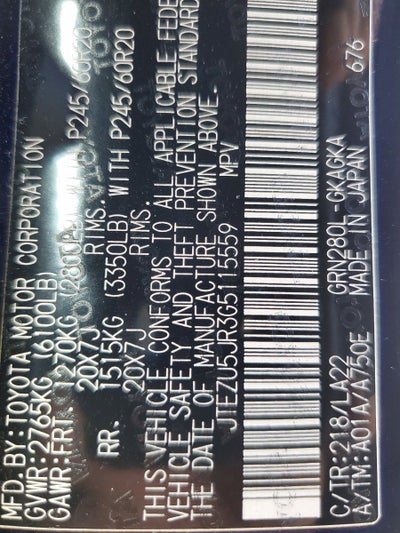 MFD. BY: TOYOTA MOTOR CORPORATION
GVWR: 2765KG (6100LB)
GAWR: FRT. 1270KG (2800LB) WITH P245/60R20
20X7J RIMS.
RR. 1515KG (3350LB) WITH P245/60R20
20X7J RIMS.
THIS VEHICLE CONFORMS TO ALL APPLICABLE FEDE
VEHICLE SAFETY AND THEFT PREVENTION STANDARD
THE DATE OF MANUFACTURE SHOWN ABOVE.
JTEZU5JR3G5115559 MPV
C/TR: 218/LA22 GRN280L-GKAGKA 676
A/TM: A01A/A750E MADE IN JAPAN